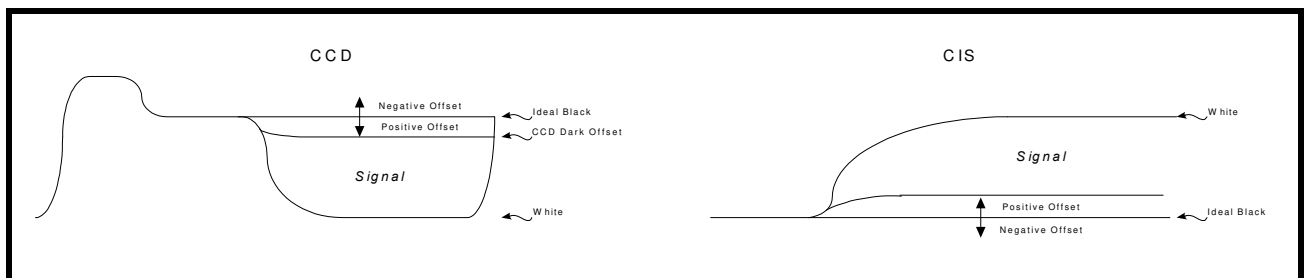 CCD
Negative Offset
Ideal Black
Positive Offset
CCD Dark Offset
Signal
White
CIS
White
Signal
Positive Offset
Ideal Black
Negative Offset